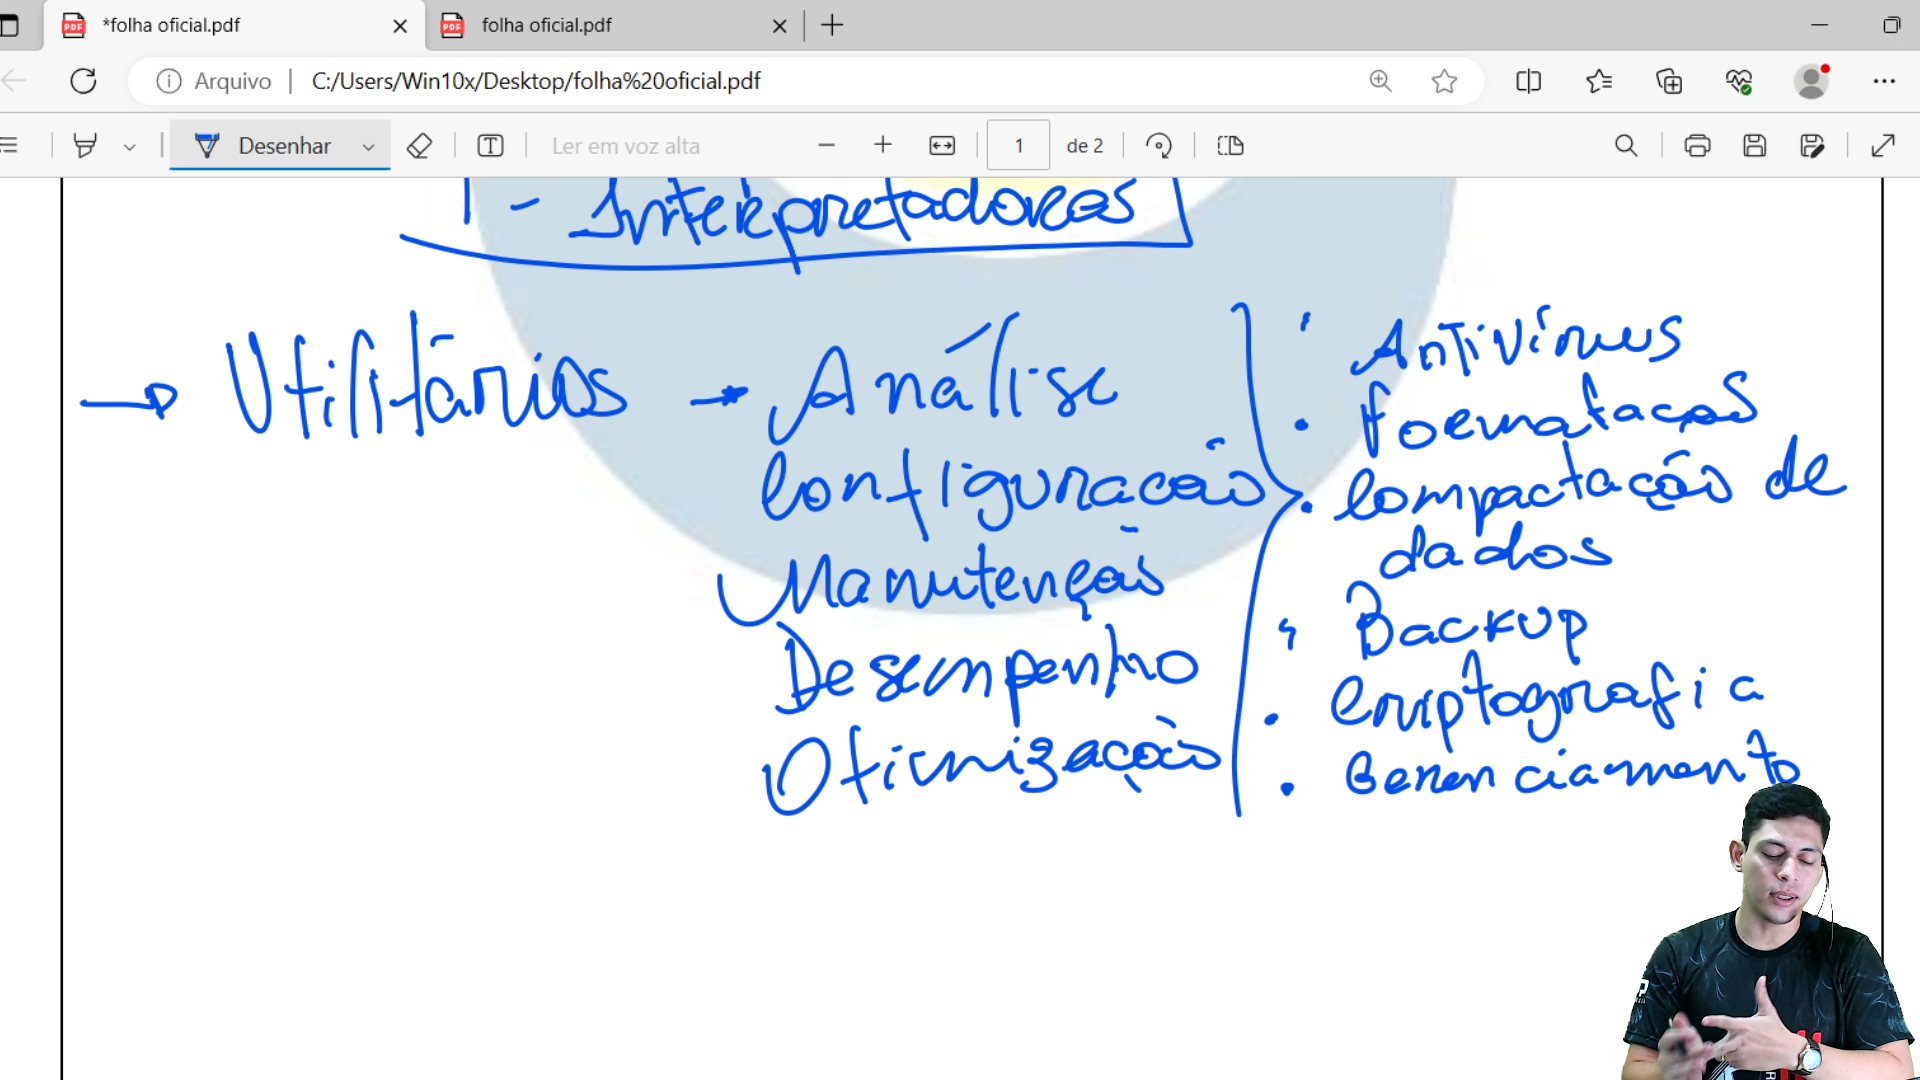 *folha oficial.pdf
folha oficial.pdf
Arquivo
C:/Users/Win10x/Desktop/folha%20oficial.pdf
Desenhar
T
Ler em voz alta
1
de 2
- Interpretadores
→ Utilitários → Análise
Configuração
Manutenção
Desempenho
Otimização
• Antivírus
• Formatação
• Compactação de
dados
• Backup
• Criptografia
• Gerenciamento